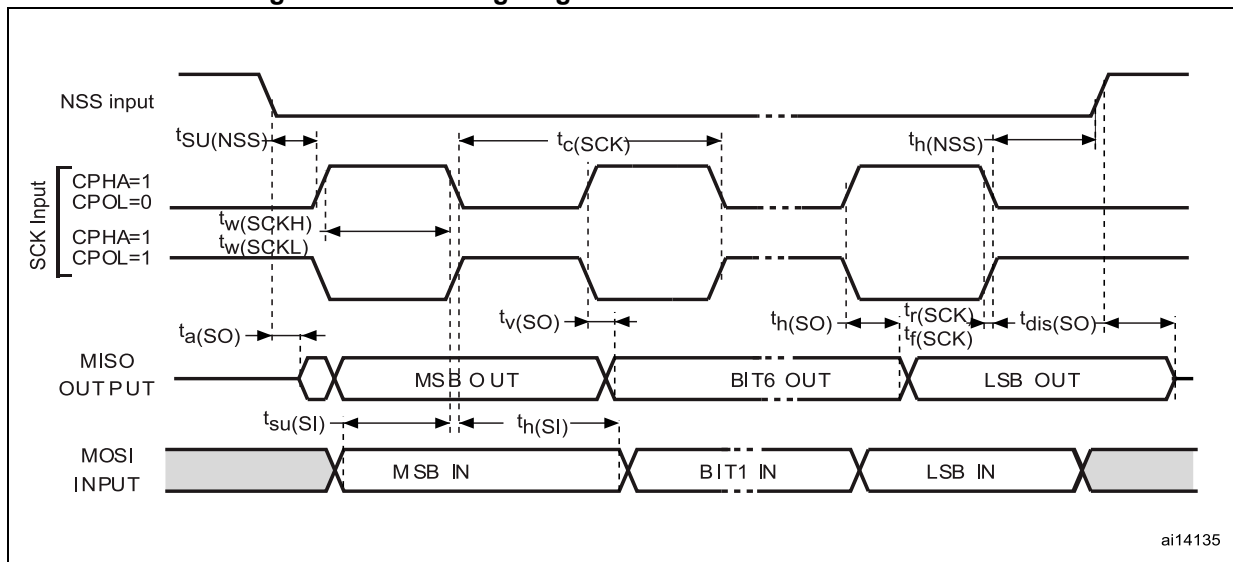 NSS input
tSU(NSS)
tc(SCK)
th(NSS)
SCK Input
CPHA=1
CPOL=0
tw(SCKH)
tw(SCKL)
CPHA=1
CPOL=1
ta(SO)
tv(SO)
th(SO)
tr(SCK)
tf(SCK)
tdis(SO)
MISO
OUTPUT
MSB OUT
BIT6 OUT
LSB OUT
tsu(SI)
th(SI)
MOSI
INPUT
MSB IN
BIT1 IN
LSB IN
ai14135